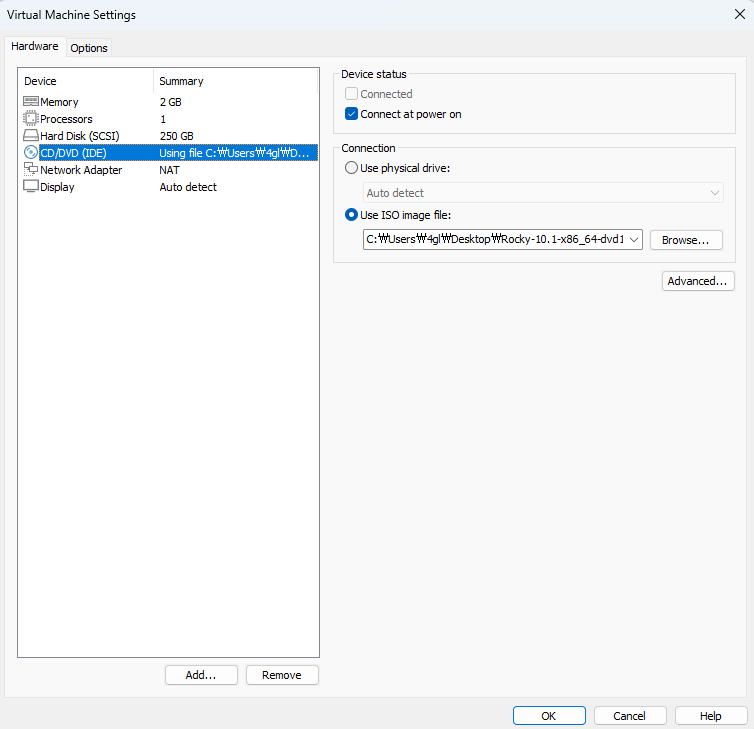 Virtual Machine Settings
Hardware Options
Device Summary
Memory 2 GB
Processors 1
Hard Disk (SCSI) 250 GB
CD/DVD (IDE) Using file C:₩Users₩4gl₩D...
Network Adapter NAT
Display Auto detect
Add... Remove
Device status
Connected
Connect at power on
Connection
Use physical drive:
Auto detect
Use ISO image file:
C:₩Users₩4gl₩Desktop₩Rocky-10.1-x86_64-dvd1 Browse...
Advanced...
OK Cancel Help